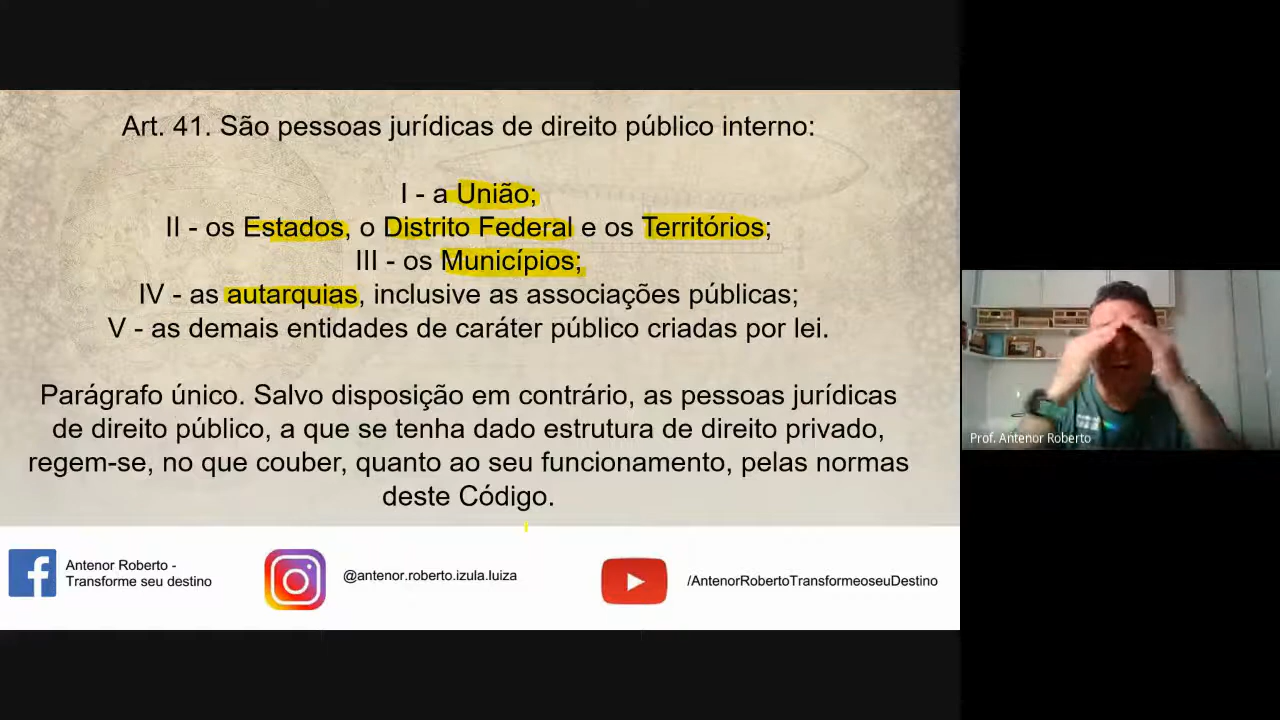 Art. 41. São pessoas jurídicas de direito público interno:
I - a União;
II - os Estados, o Distrito Federal e os Territórios;
III - os Municípios;
IV - as autarquias, inclusive as associações públicas;
V - as demais entidades de caráter público criadas por lei.
Parágrafo único. Salvo disposição em contrário, as pessoas jurídicas
de direito público, a que se tenha dado estrutura de direito privado,
regem-se, no que couber, quanto ao seu funcionamento, pelas normas
deste Código.
Prof. Antenor Roberto
Antenor Roberto -
Transforme seu destino
@antenor.roberto.izula.luiza
/AntenorRobertoTransformeoseuDestino